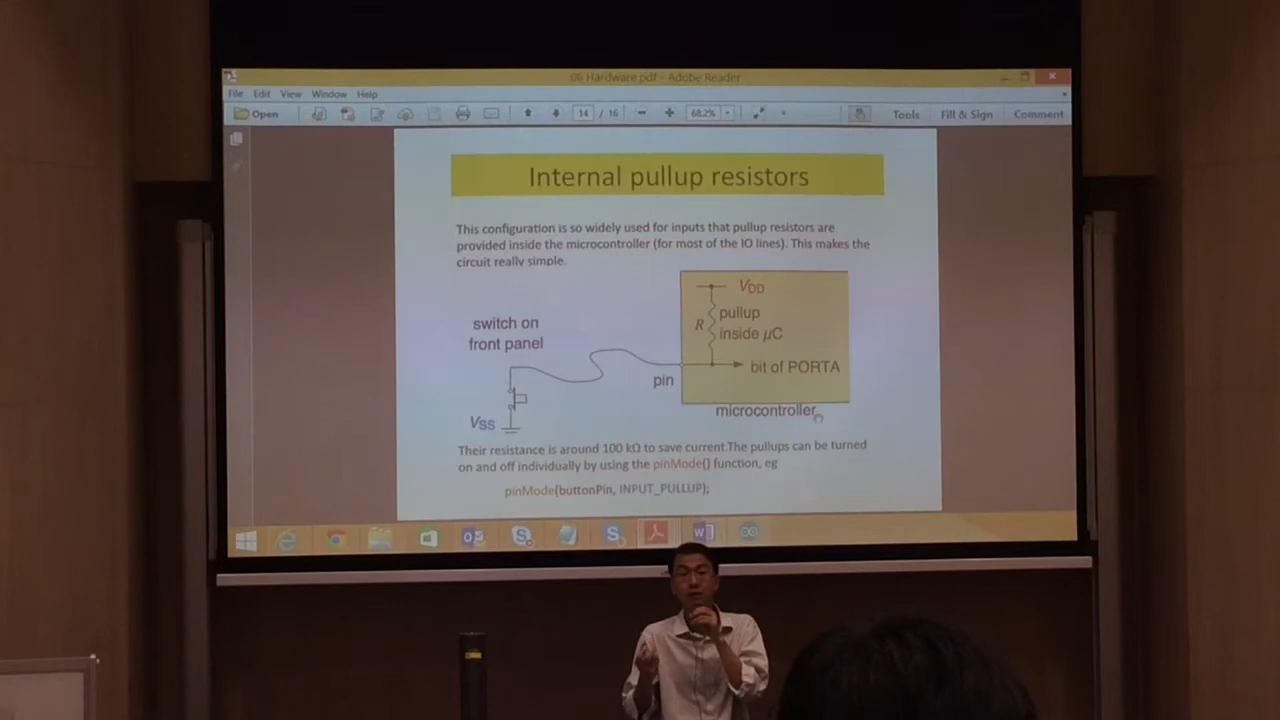 06 Hardware.pdf - Adobe Reader
File Edit View Window Help
Open 14 / 16 68.2% Tools Fill & Sign Comment
Internal pullup resistors
This configuration is so widely used for inputs that pullup resistors are
provided inside the microcontroller (for most of the IO lines). This makes the
circuit really simple.
switch on
front panel
VSS
pin
VDD
R
pullup
inside µC
bit of PORTA
microcontroller
Their resistance is around 100 kΩ to save current.The pullups can be turned
on and off individually by using the pinMode() function, eg
pinMode(buttonPin, INPUT_PULLUP);